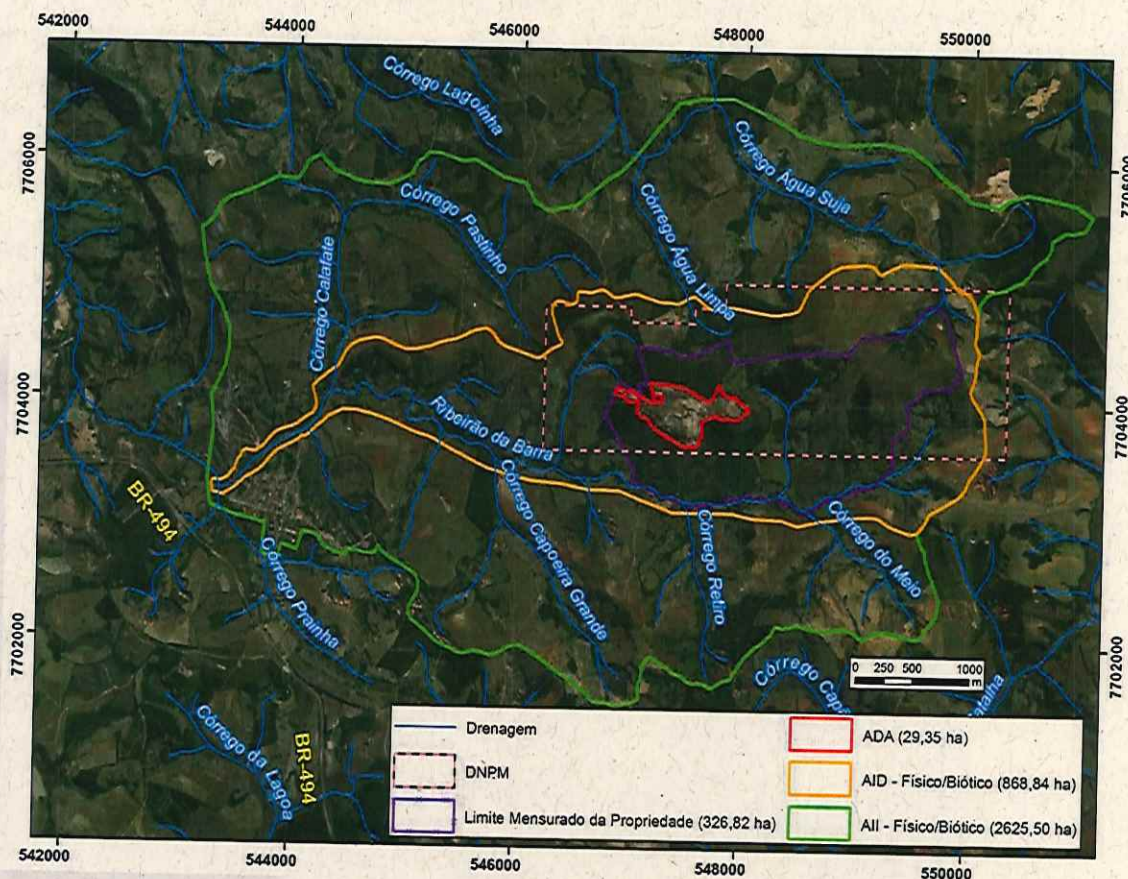 542000
544000
546000
548000
550000
7706000
7706000
7704000
7704000
7702000
7702000
Córrego Lagoinha
Córrego Água Suja
Córrego Pastinho
Córrego Água Limpa
Córrego Calafate
Ribeirão da Barra
Córrego Capoeira Grande
Córrego Retiro
Córrego do Meio
BR-494
Córrego Painha
Córrego da Lagoa
BR-494
0 250 500 1000
m
Drenagem
DNPM
Limite Mensurado da Propriedade (326,82 ha)
ADA (29,35 ha)
AID - Físico/Biótico (868,84 ha)
AII - Físico/Biótico (2625,50 ha)
542000
544000
546000
548000
550000